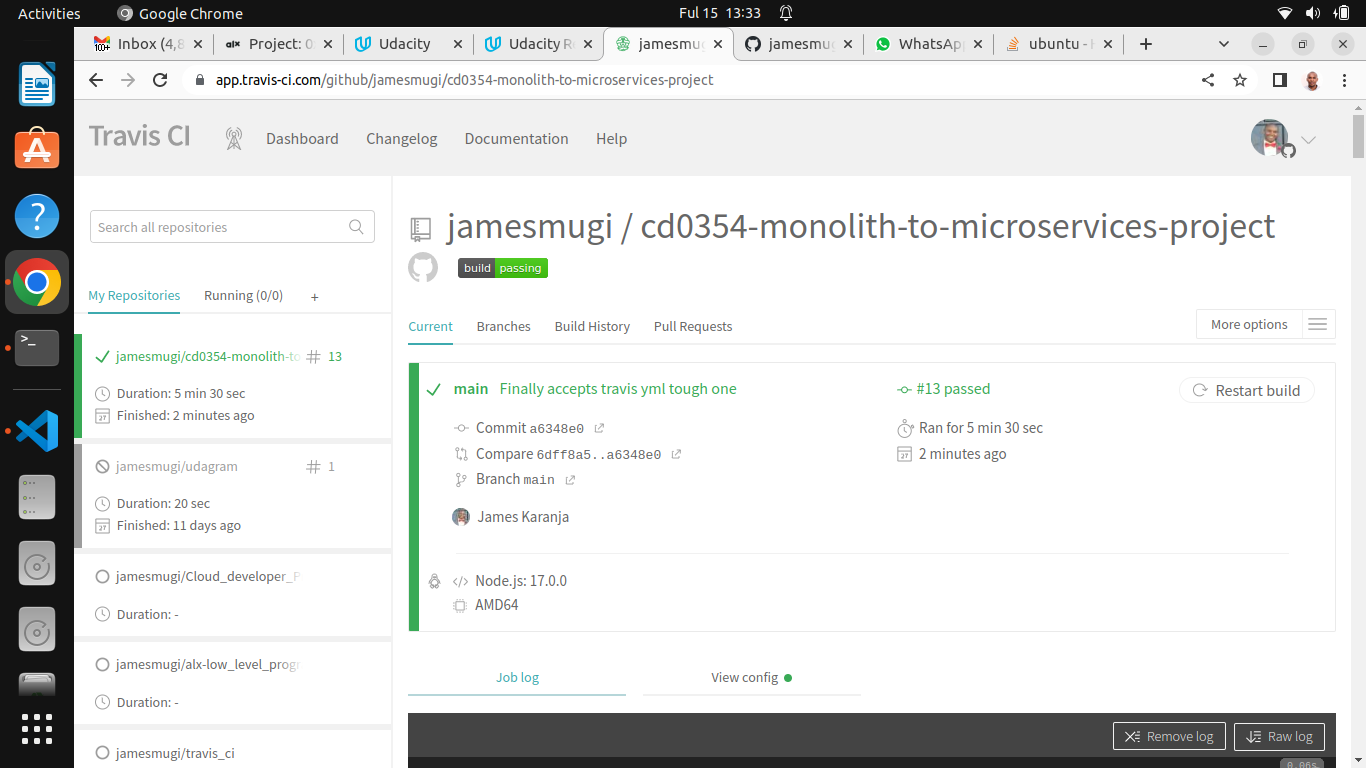 Activities
Google Chrome
Ful 15 13:33
Inbox (4,8
Project: 0
Udacity
Udacity R
jamesmug
jamesmug
WhatsApp
ubuntu -
app.travis-ci.com/github/jamesmugi/cd0354-monolith-to-microservices-project
Travis CI
Dashboard
Changelog
Documentation
Help
Search all repositories
My Repositories
Running (0/0)
+
jamesmugi/cd0354-monolith-to
# 13
Duration: 5 min 30 sec
Finished: 2 minutes ago
jamesmugi/udagram
# 1
Duration: 20 sec
Finished: 11 days ago
jamesmugi/Cloud_developer_P
Duration: -
jamesmugi/alx-low_level_progr
Duration: -
jamesmugi/travis_ci
jamesmugi / cd0354-monolith-to-microservices-project
build passing
Current
Branches
Build History
Pull Requests
More options
main Finally accepts travis yml tough one
Commit a6348e0
Compare 6dff8a5..a6348e0
Branch main
James Karanja
#13 passed
Ran for 5 min 30 sec
2 minutes ago
Restart build
Node.js: 17.0.0
AMD64
Job log
View config
Remove log
Raw log
0.06s